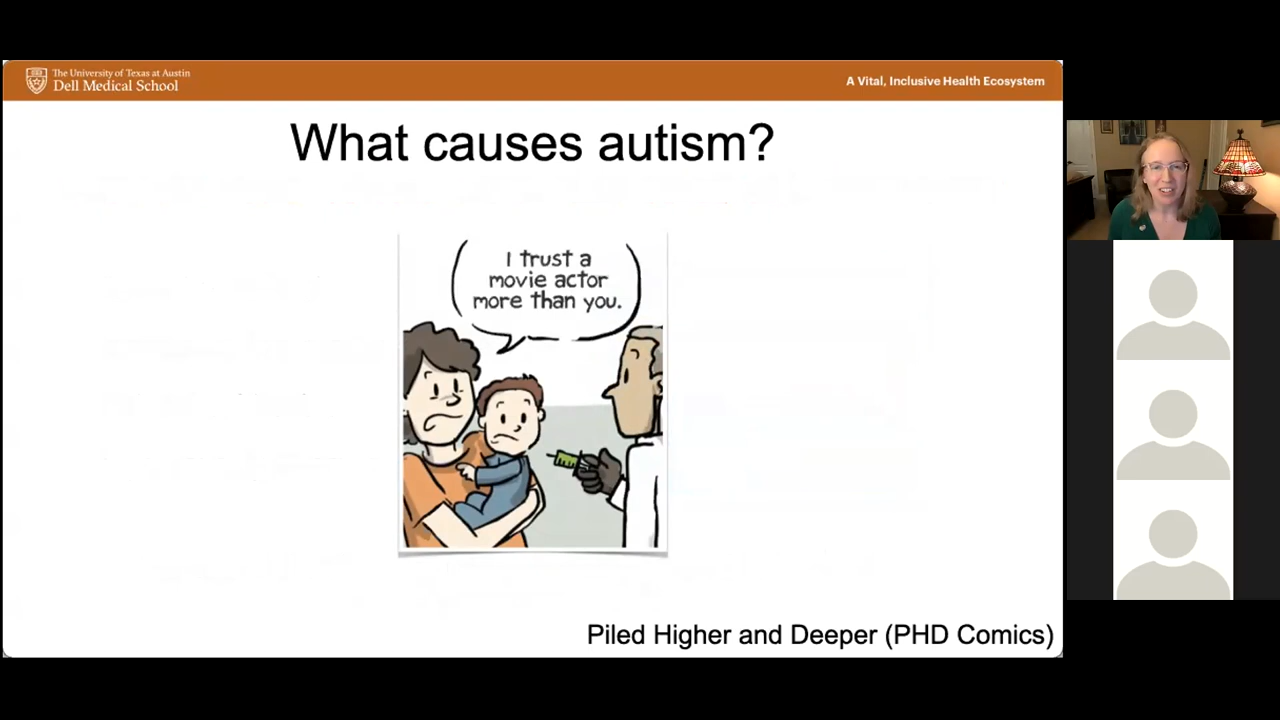 The University of Texas at Austin
Dell Medical School
A Vital, Inclusive Health Ecosystem
What causes autism?
I trust a
movie actor
more than you.
Piled Higher and Deeper (PHD Comics)